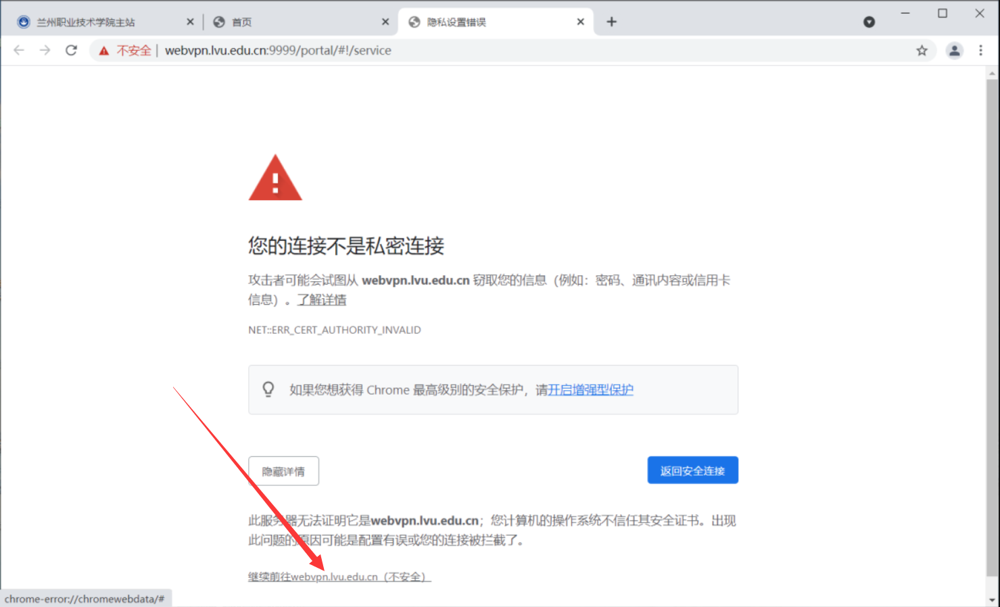 兰州职业技术学院主站
首页
隐私设置错误
不安全 | webvpn.lvu.edu.cn:9999/portal/#!/service
您的连接不是私密连接
攻击者可能会试图从 webvpn.lvu.edu.cn 窃取您的信息（例如：密码、通讯内容或信用卡
信息）。了解详情
NET::ERR_CERT_AUTHORITY_INVALID
如果您想获得 Chrome 最高级别的安全保护，请开启增强型保护
隐藏详情
返回安全连接
此服务器无法证明它是webvpn.lvu.edu.cn；您计算机的操作系统不信任其安全证书。出现
此问题的原因可能是配置有误或您的连接被拦截了。
继续前往webvpn.lvu.edu.cn（不安全）
chrome-error://chromewebdata/#